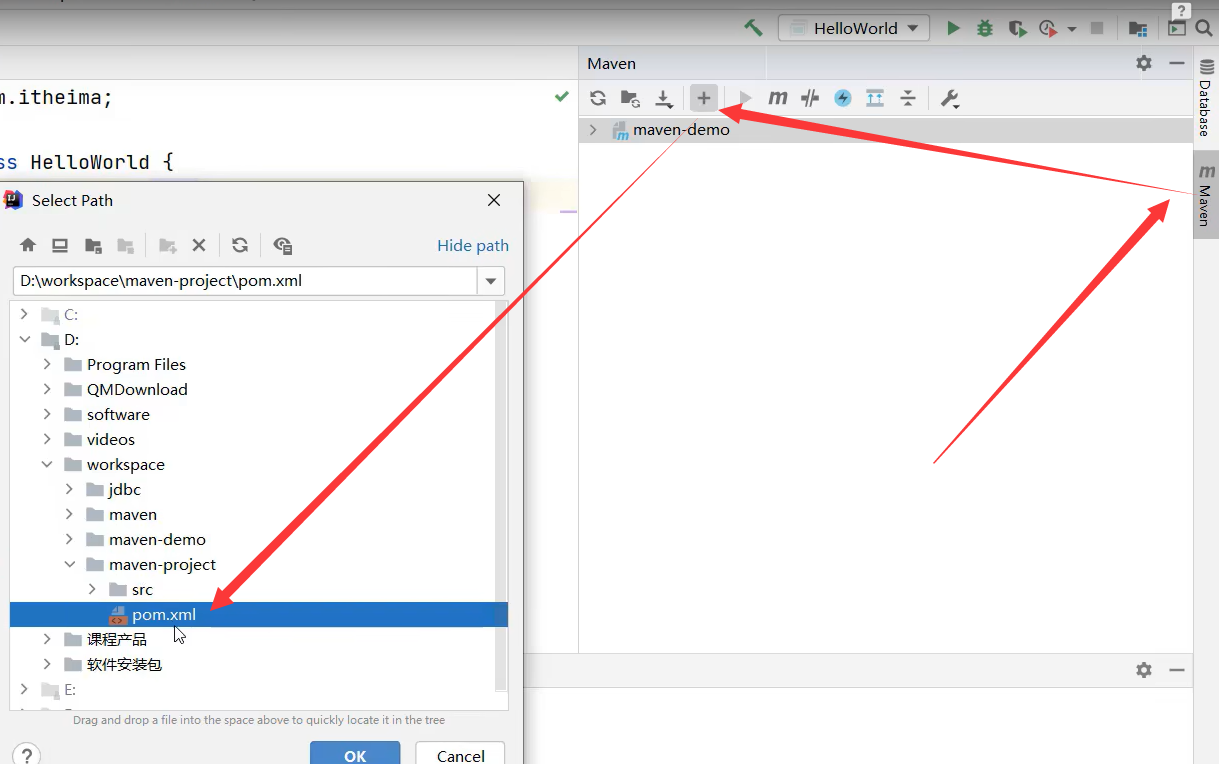 HelloWorld
?
Maven
m.itheima;
maven-demo
Database
ss HelloWorld {
m Maven
Select Path
Hide path
D:\workspace\maven-project\pom.xml
C:
D:
Program Files
QMDownload
software
videos
workspace
jdbc
maven
maven-demo
maven-project
src
pom.xml
课程产品
软件安装包
E:
Drag and drop a file into the space above to quickly locate it in the tree
?
OK
Cancel